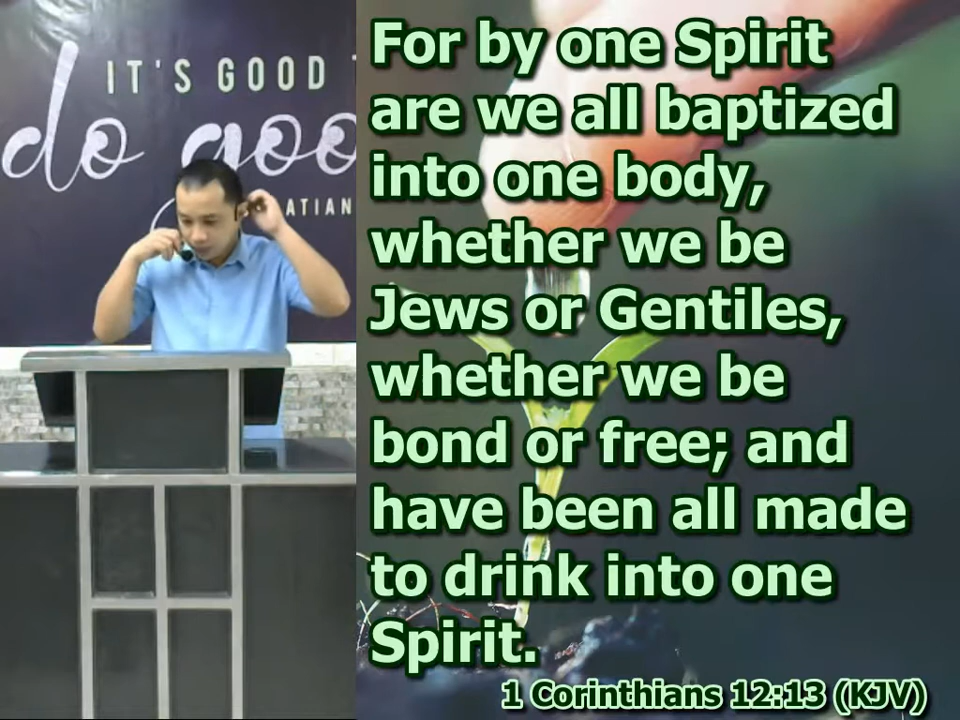 IT'S GOOD T
do goo
ATIAN
For by one Spirit
are we all baptized
into one body,
whether we be
Jews or Gentiles,
whether we be
bond or free; and
have been all made
to drink into one
Spirit.
1 Corinthians 12:13 (KJV)